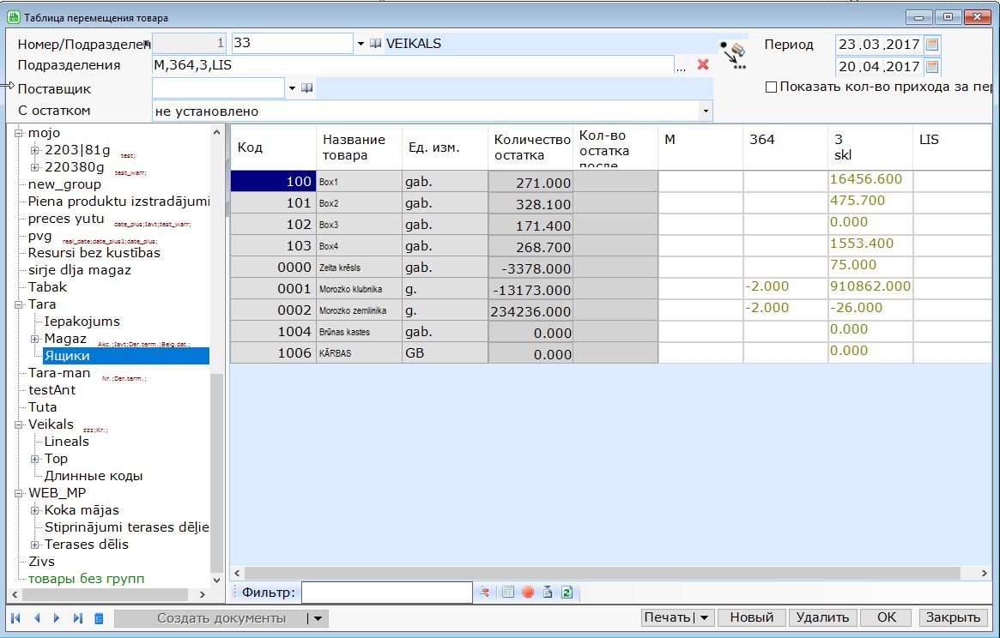 Таблица перемещения товара
Номер/Подразделен 1 33 VEIKALS Период 23.03.2017
Подразделения M,364,3,LIS ... 20.04.2017
Поставщик Показать кол-во прихода за пер
С остатком не установлено
mojo
2203|81g test;
220380g test_warr;
new_group
Piena produktu izstrādājumi
preces yutu date_plus;Iavt;test_warr;
pvg real_date;date_plus1;date_plus;
Resursi bez kustības
sirje dlja magaz
Tabak
Tara
Iepakojums
Magaz Akc.;Iavt;Der.term.;Belg.dat.;
Ящики
Tara-man Nr.;Der.term.;
testAnt
Tuta
Veikals zzz;Kr.;
Lineals
Top
Длинные коды
WEB_MP
Koka mājas
Stiprinājumi terases dēļie
Terases dēlis
Zivs
товары без групп
Код Название товара Ед. изм. Количество остатка Кол-во остатка после M 364 3 skl LIS
100 Box1 gab. 271.000 16456.600
101 Box2 gab. 328.100 475.700
102 Box3 gab. 171.400 0.000
103 Box4 gab. 268.700 1553.400
0000 Zelta krēsls gab. -3378.000 75.000
0001 Morozko klubnika g. -13173.000 -2.000 910862.000
0002 Morozko zemlinika g. 234236.000 -2.000 -26.000
1004 Brūnas kastes gab. 0.000 0.000
1006 KĀRBAS GB 0.000 0.000
Фильтр:
Создать документы Печать Новый Удалить ОК Закрыть